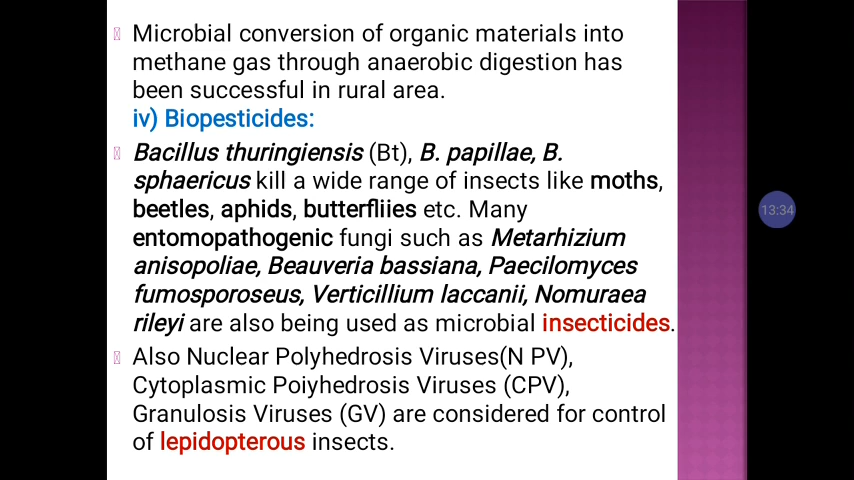 Microbial conversion of organic materials into
methane gas through anaerobic digestion has
been successful in rural area.
iv) Biopesticides:
Bacillus thuringiensis (Bt), B. papillae, B.
sphaericus kill a wide range of insects like moths,
beetles, aphids, butterfliies etc. Many
entomopathogenic fungi such as Metarhizium
anisopoliae, Beauveria bassiana, Paecilomyces
fumosporoseus, Verticillium laccanii, Nomuraea
rileyi are also being used as microbial insecticides.
Also Nuclear Polyhedrosis Viruses(N PV),
Cytoplasmic Poiyhedrosis Viruses (CPV),
Granulosis Viruses (GV) are considered for control
of lepidopterous insects.
13:34